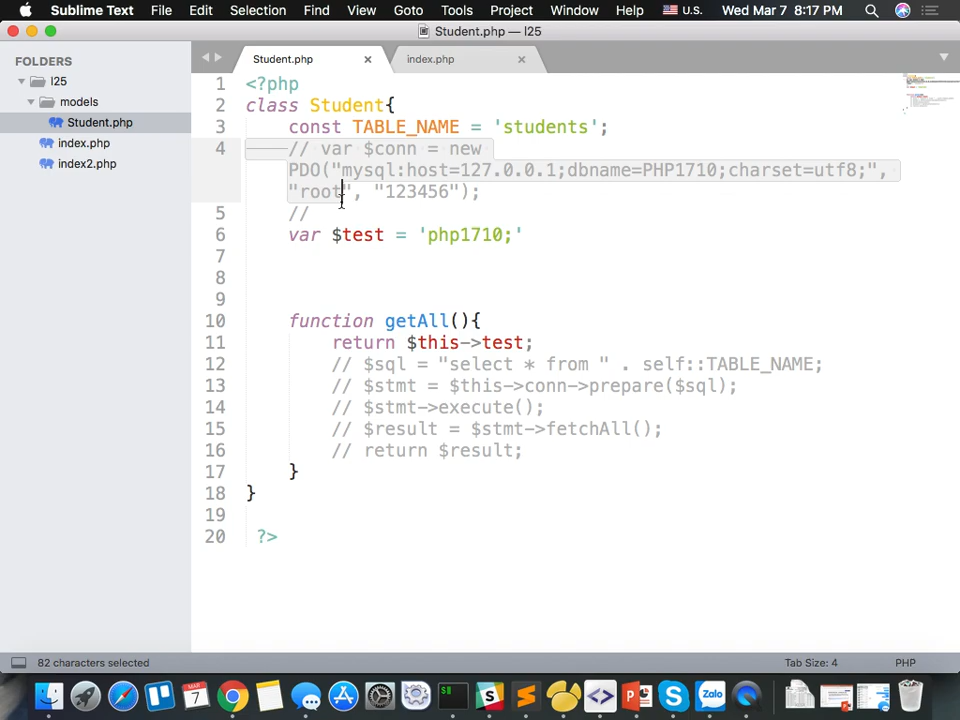 Sublime Text File Edit Selection Find View Goto Tools Project Window Help U.S. Wed Mar 7 8:17 PM
Student.php — l25
FOLDERS
l25
models
Student.php
index.php
index2.php
Student.php
index.php
1 <?php
2 class Student{
3 const TABLE_NAME = 'students';
4 // var $conn = new
PDO("mysql:host=127.0.0.1;dbname=PHP1710;charset=utf8;",
"root", "123456");
5 //
6 var $test = 'php1710;'
7
8
9
10 function getAll(){
11 return $this->test;
12 // $sql = "select * from " . self::TABLE_NAME;
13 // $stmt = $this->conn->prepare($sql);
14 // $stmt->execute();
15 // $result = $stmt->fetchAll();
16 // return $result;
17 }
18 }
19
20 ?>
82 characters selected
Tab Size: 4
PHP
MAR
7
Zalo